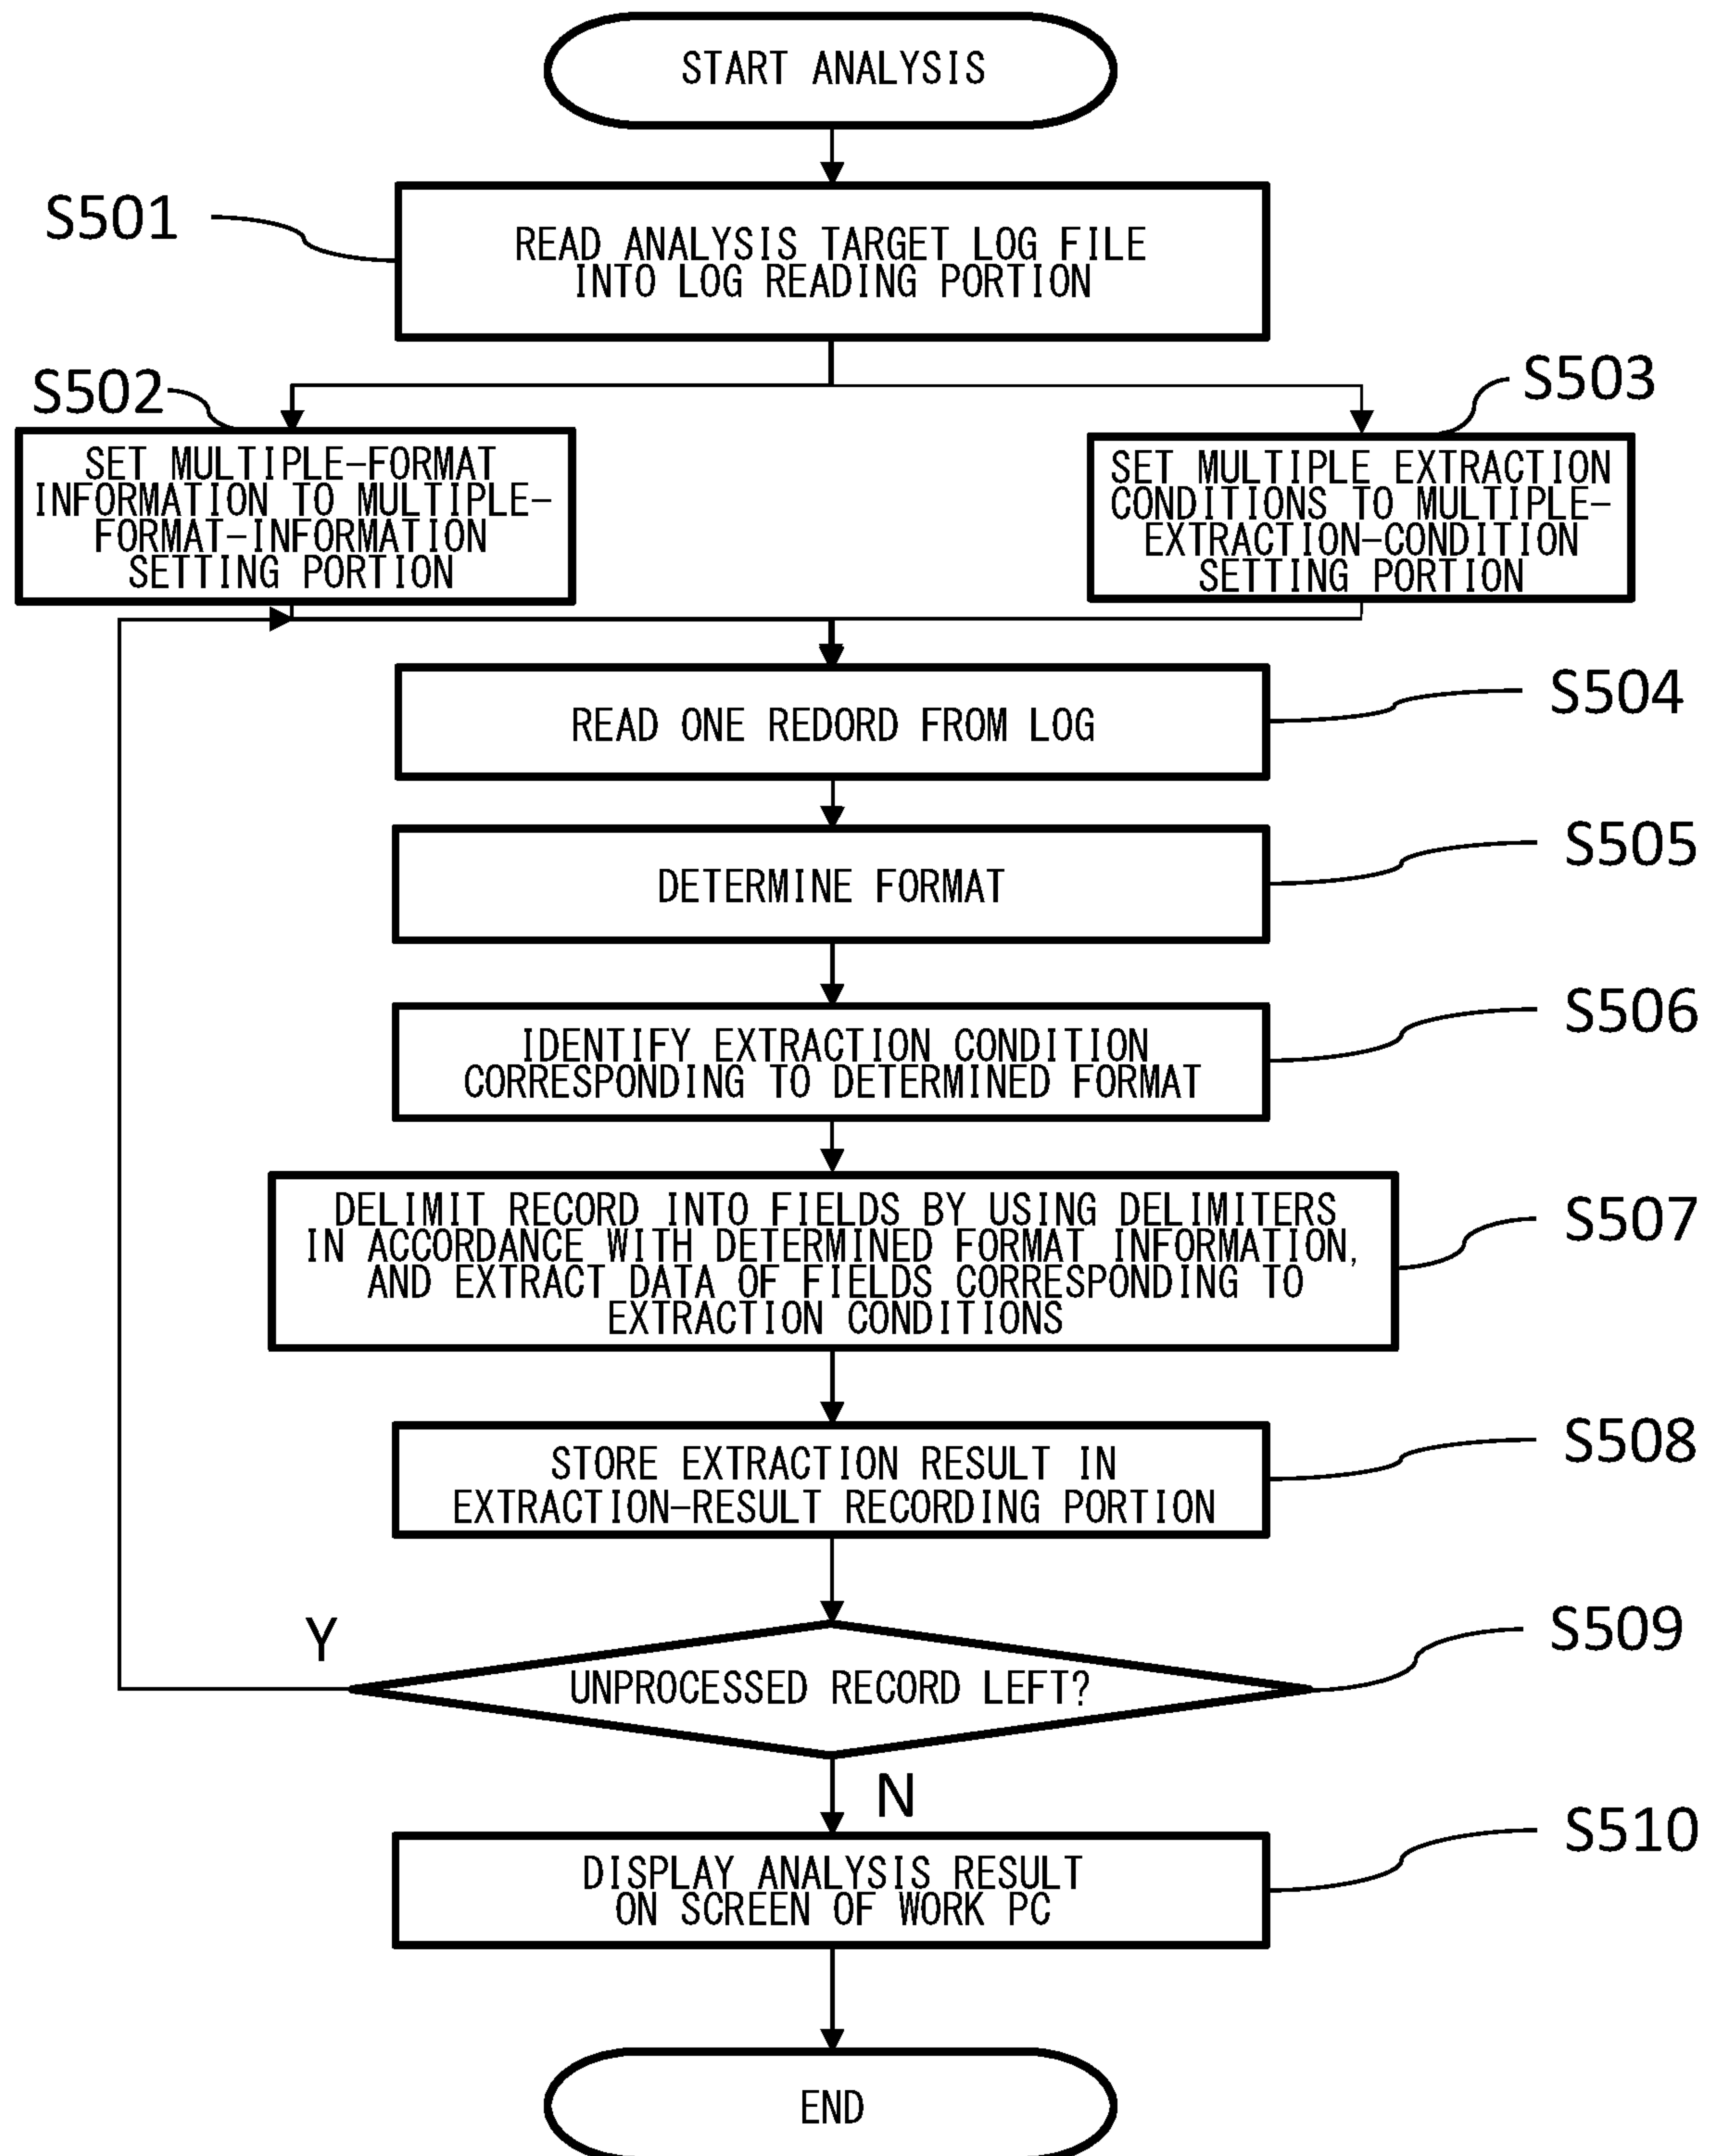 START ANALYSIS
S501
READ ANALYSIS TARGET LOG FILE
INTO LOG READING PORTION
S502
SET MULTIPLE-FORMAT
INFORMATION TO MULTIPLE-
FORMAT-INFORMATION
SETTING PORTION
S503
SET MULTIPLE EXTRACTION
CONDITIONS TO MULTIPLE-
EXTRACTION-CONDITION
SETTING PORTION
READ ONE REDORD FROM LOG
S504
DETERMINE FORMAT
S505
IDENTIFY EXTRACTION CONDITION
CORRESPONDING TO DETERMINED FORMAT
S506
DELIMIT RECORD INTO FIELDS BY USING DELIMITERS
IN ACCORDANCE WITH DETERMINED FORMAT INFORMATION,
AND EXTRACT DATA OF FIELDS CORRESPONDING TO
EXTRACTION CONDITIONS
S507
STORE EXTRACTION RESULT IN
EXTRACTION-RESULT RECORDING PORTION
S508
Y
UNPROCESSED RECORD LEFT?
S509
N
DISPLAY ANALYSIS RESULT
ON SCREEN OF WORK PC
S510
END